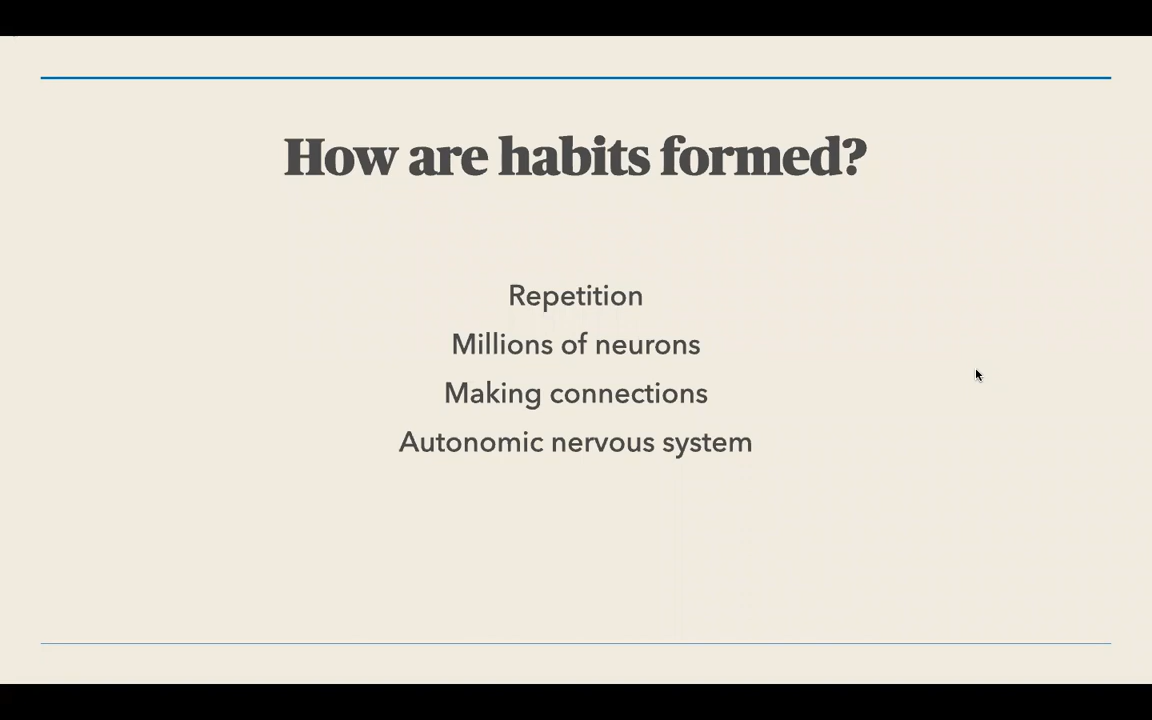 How are habits formed?
Repetition
Millions of neurons
Making connections
Autonomic nervous system